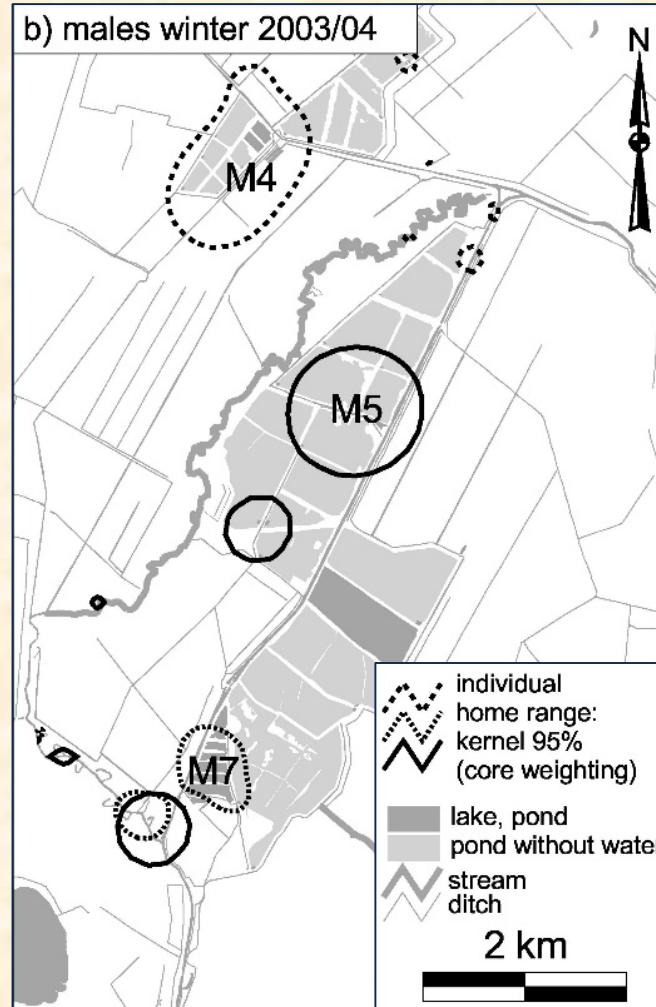 b) males winter 2003/04
N
M4
M5
M7
individual
home range:
kernel 95%
(core weighting)
lake, pond
pond without water
stream
ditch
2 km